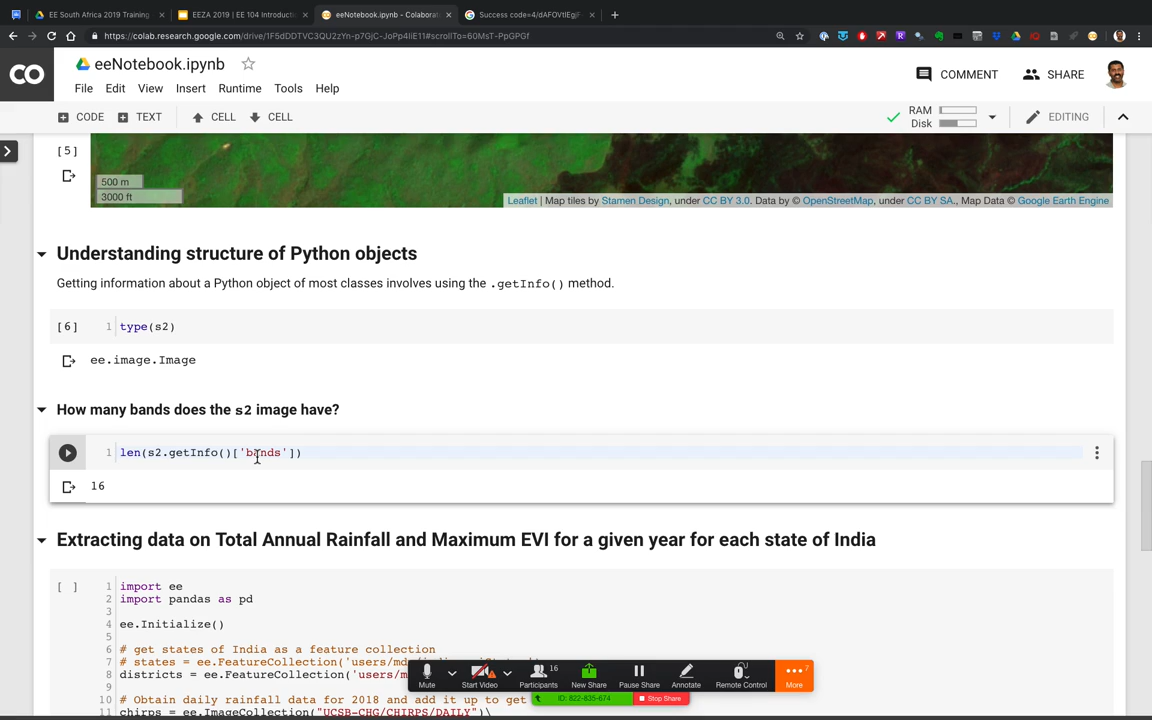 EE South Africa 2019 Training
EEZA 2019 | EE 104 Introducti
eeNotebook.ipynb - Colaborat
Success code=4/dAFOVtIEgjF
https://colab.research.google.com/drive/1F5dDDTVC3QU2zYn-p7GjC-JoPp4IiE11#scrollTo=60MsT-PpGPGf
CO
eeNotebook.ipynb
COMMENT
SHARE
File Edit View Insert Runtime Tools Help
CODE TEXT CELL CELL
RAM
Disk
EDITING
[5]
500 m
3000 ft
Leaflet | Map tiles by Stamen Design, under CC BY 3.0. Data by © OpenStreetMap, under CC BY SA., Map Data © Google Earth Engine
Understanding structure of Python objects
Getting information about a Python object of most classes involves using the .getInfo() method.
[6] 1 type(s2)
ee.image.Image
How many bands does the s2 image have?
1 len(s2.getInfo()['bands'])
16
Extracting data on Total Annual Rainfall and Maximum EVI for a given year for each state of India
[ ] 1 import ee
2 import pandas as pd
3
4 ee.Initialize()
5
6 # get states of India as a feature collection
7 # states = ee.FeatureCollection('users/md
8 districts = ee.FeatureCollection('users/m
9
10 # Obtain daily rainfall data for 2018 and add it up to get
11 chirps = ee.ImageCollection("UCSB-CHG/CHIRPS/DAILY")\
16
7
Mute Start Video Participants New Share Pause Share Annotate Remote Control More
ID: 822-835-674 Stop Share